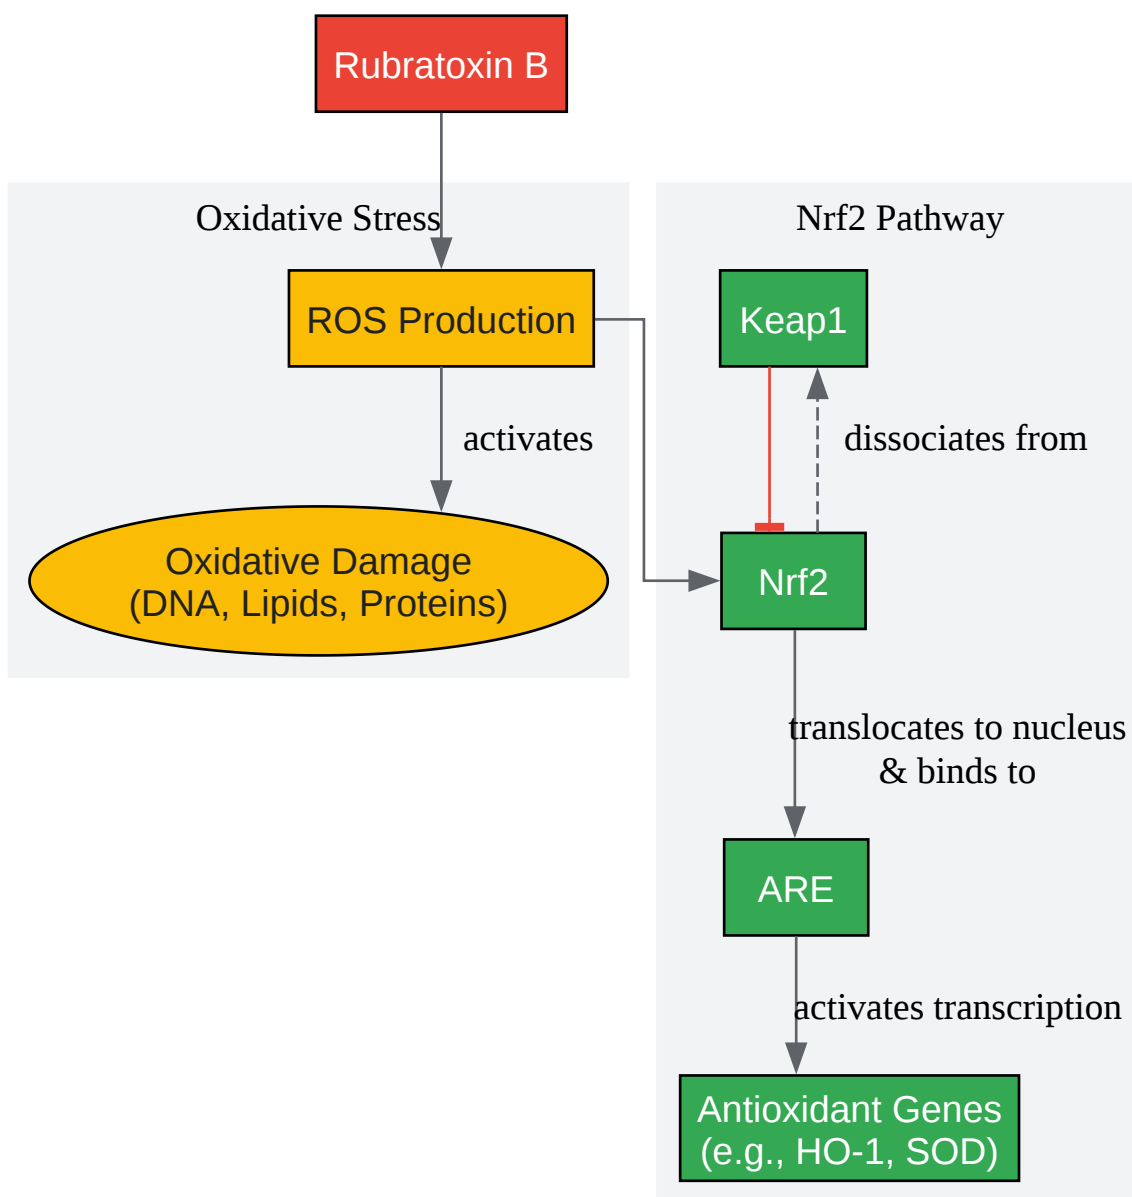 Rubratoxin B
Oxidative Stress
Nrf2 Pathway
ROS Production
Keap1
activates
dissociates from
Oxidative Damage
(DNA, Lipids, Proteins)
Nrf2
translocates to nucleus
& binds to
ARE
activates transcription
Antioxidant Genes
(e.g., HO-1, SOD)